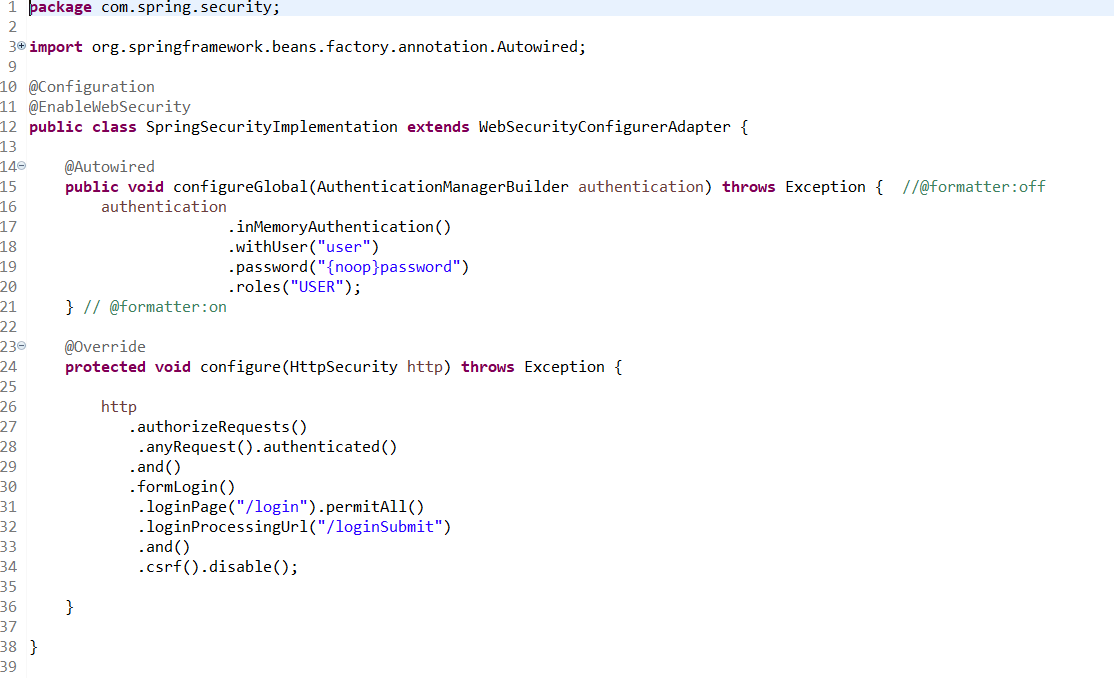 1 package com.spring.security;
2
3 import org.springframework.beans.factory.annotation.Autowired;
9
10 @Configuration
11 @EnableWebSecurity
12 public class SpringSecurityImplementation extends WebSecurityConfigurerAdapter {
13
14     @Autowired
15     public void configureGlobal(AuthenticationManagerBuilder authentication) throws Exception {  //@formatter:off
16         authentication
17                       .inMemoryAuthentication()
18                       .withUser("user")
19                       .password("{noop}password")
20                       .roles("USER");
21     } // @formatter:on
22
23     @Override
24     protected void configure(HttpSecurity http) throws Exception {
25
26         http
27            .authorizeRequests()
28             .anyRequest().authenticated()
29            .and()
30            .formLogin()
31             .loginPage("/login").permitAll()
32             .loginProcessingUrl("/loginSubmit")
33             .and()
34             .csrf().disable();
35
36     }
37
38 }
39